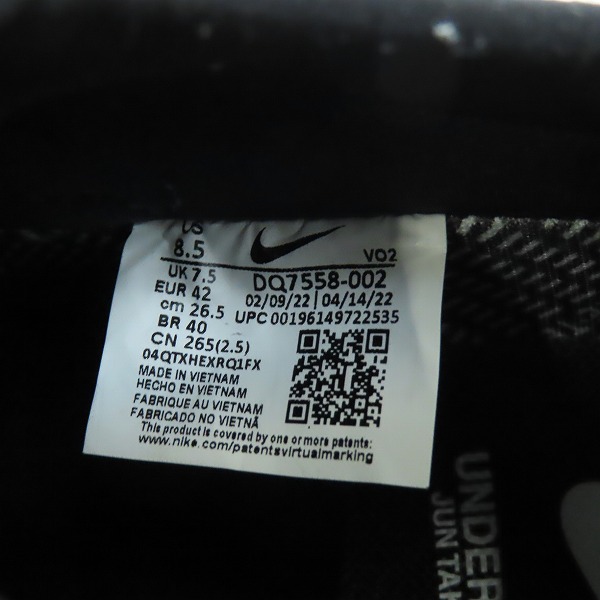 US
8.5
UK 7.5
EUR 42
cm 26.5
BR 40
CN 265(2.5)
04QTXHEXRQ1FX
MADE IN VIETNAM
HECHO EN VIETNAM
FABRIQUE AU VIETNAM
FABRICADO NO VIETNÃ
This product is covered by one or more patents:
www.nike.com/patentsvirtualmarking
VO2
DQ7558-002
02/09/22 | 04/14/22
UPC 00196149722535
UNDER
JUN TAK